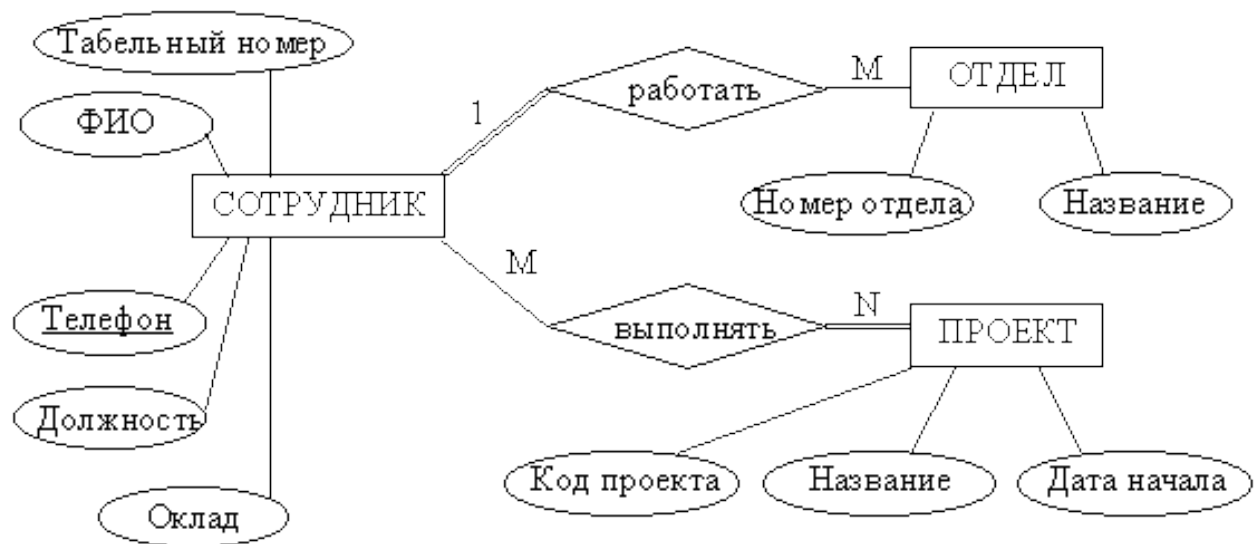 Табельный номер
ФИО
СОТРУДНИК
Телефон
Должность
Оклад
1
работать
M
ОТДЕЛ
Номер отдела
Название
M
выполнять
N
ПРОЕКТ
Код проекта
Название
Дата начала